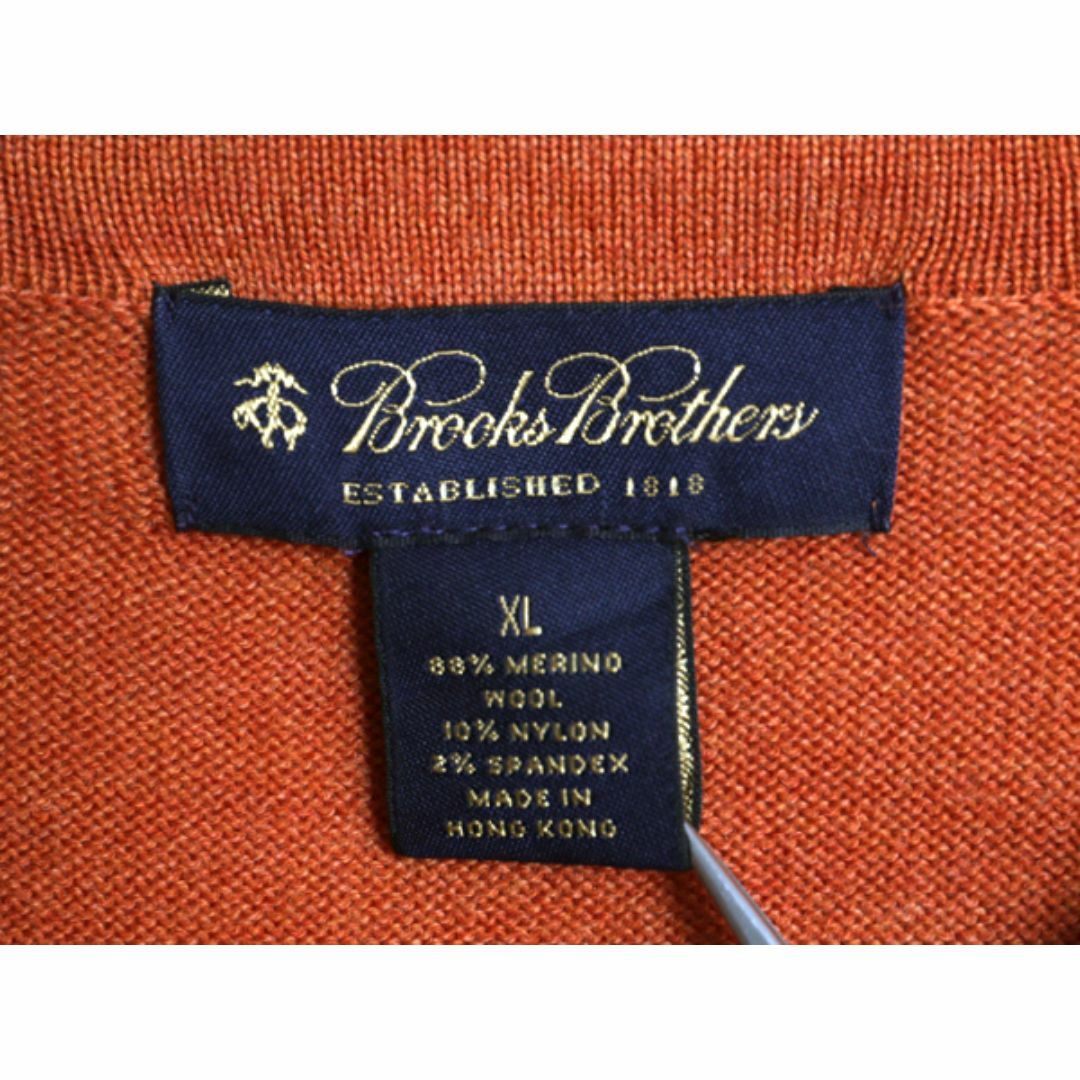 Brooks Brothers
ESTABLISHED 1818
XL
88% MERINO
WOOL
10% NYLON
2% SPANDEX
MADE IN
HONG KONG